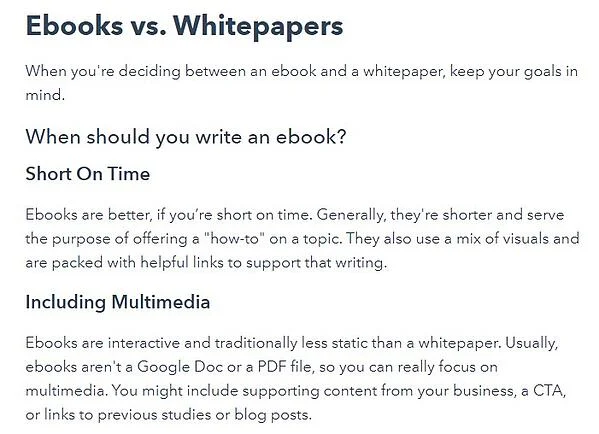 Ebooks vs. Whitepapers
When you're deciding between an ebook and a whitepaper, keep your goals in
mind.
When should you write an ebook?
Short On Time
Ebooks are better, if you’re short on time. Generally, they're shorter and serve
the purpose of offering a "how-to" on a topic. They also use a mix of visuals and
are packed with helpful links to support that writing.
Including Multimedia
Ebooks are interactive and traditionally less static than a whitepaper. Usually,
ebooks aren't a Google Doc or a PDF file, so you can really focus on
multimedia. You might include supporting content from your business, a CTA,
or links to previous studies or blog posts.